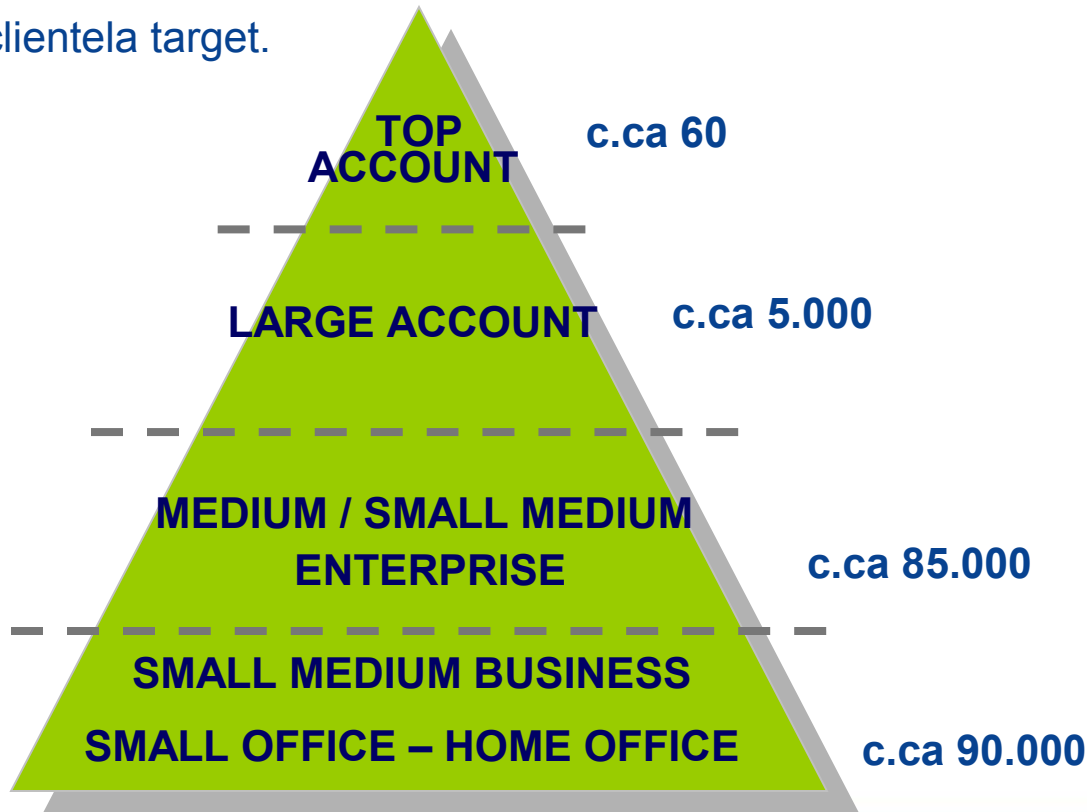 clientela target.
TOP
ACCOUNT
c.ca 60
LARGE ACCOUNT
c.ca 5.000
MEDIUM / SMALL MEDIUM
ENTERPRISE
c.ca 85.000
SMALL MEDIUM BUSINESS
SMALL OFFICE – HOME OFFICE
c.ca 90.000